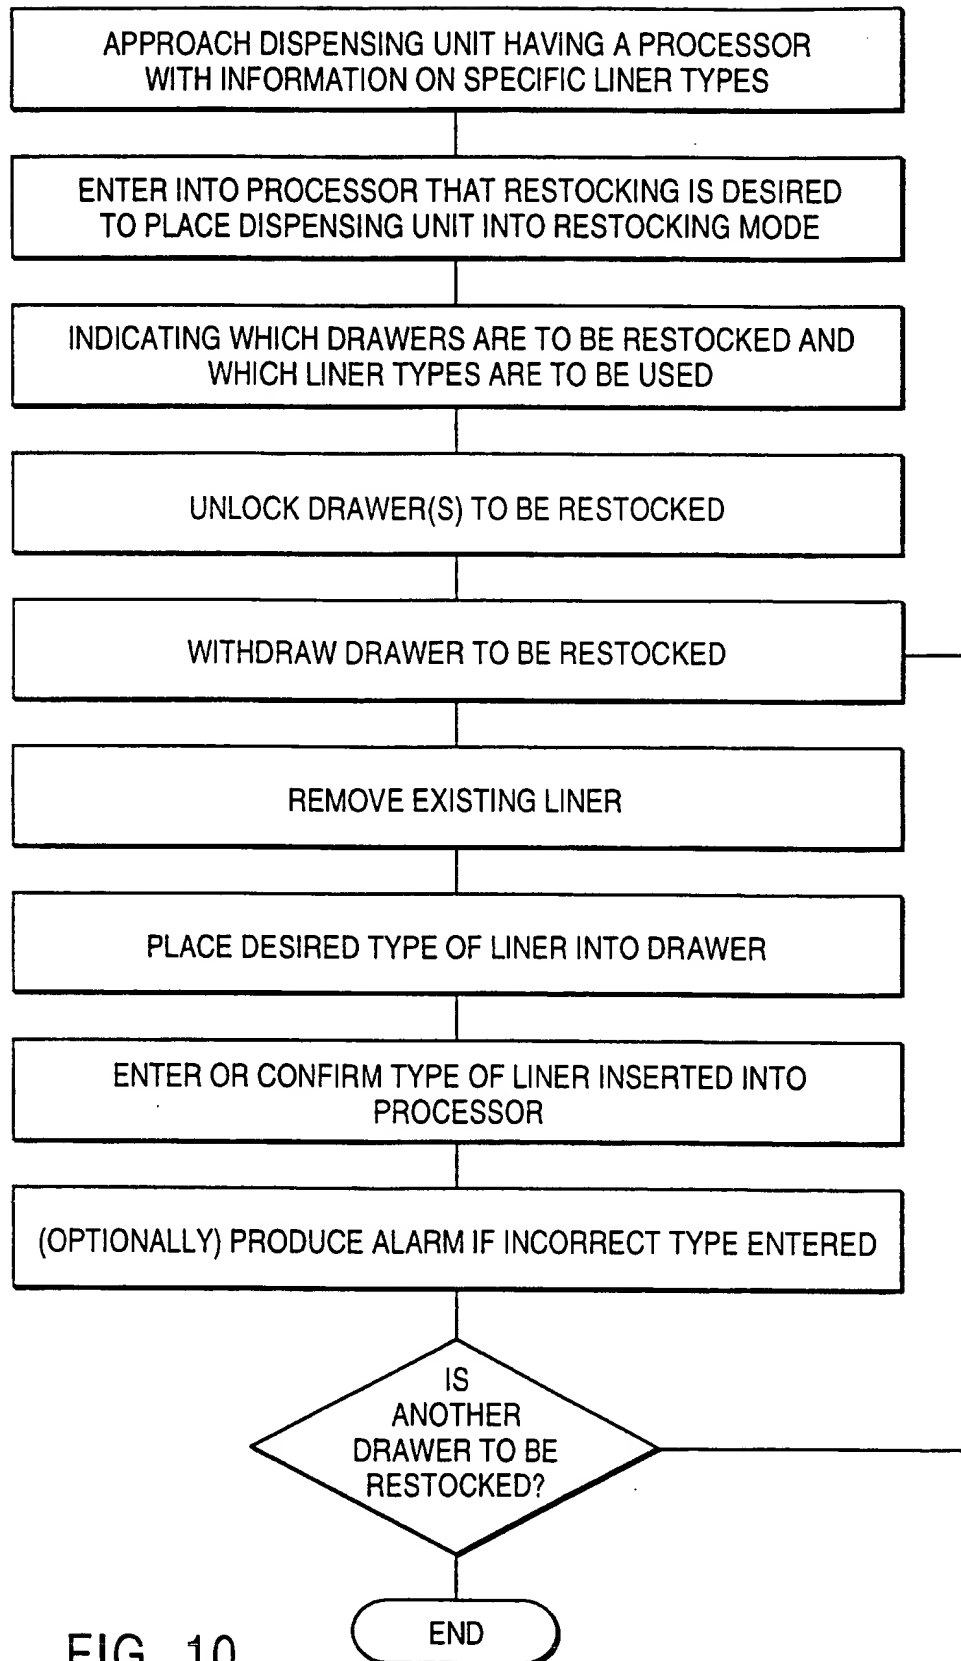 APPROACH DISPENSING UNIT HAVING A PROCESSOR
WITH INFORMATION ON SPECIFIC LINER TYPES
ENTER INTO PROCESSOR THAT RESTOCKING IS DESIRED
TO PLACE DISPENSING UNIT INTO RESTOCKING MODE
INDICATING WHICH DRAWERS ARE TO BE RESTOCKED AND
WHICH LINER TYPES ARE TO BE USED
UNLOCK DRAWER(S) TO BE RESTOCKED
WITHDRAW DRAWER TO BE RESTOCKED
REMOVE EXISTING LINER
PLACE DESIRED TYPE OF LINER INTO DRAWER
ENTER OR CONFIRM TYPE OF LINER INSERTED INTO
PROCESSOR
(OPTIONALLY) PRODUCE ALARM IF INCORRECT TYPE ENTERED
IS
ANOTHER
DRAWER TO BE
RESTOCKED?
END
FIG. 10